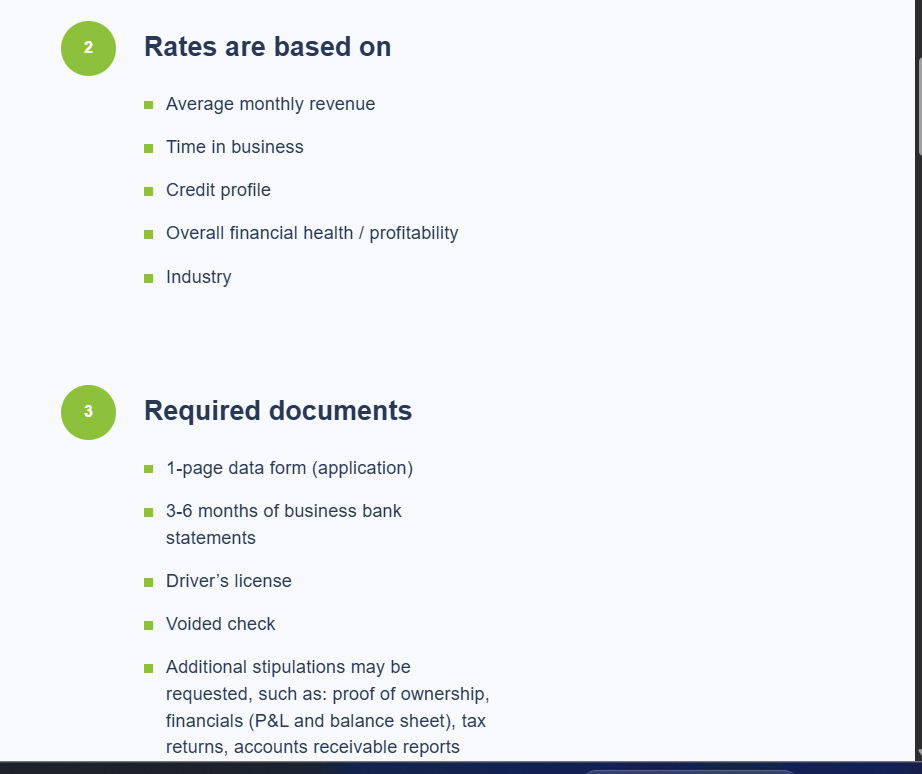 2
Rates are based on
Average monthly revenue
Time in business
Credit profile
Overall financial health / profitability
Industry
3
Required documents
1-page data form (application)
3-6 months of business bank
statements
Driver’s license
Voided check
Additional stipulations may be
requested, such as: proof of ownership,
financials (P&L and balance sheet), tax
returns, accounts receivable reports